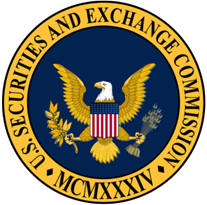 U.S. SECURITIES AND EXCHANGE COMMISSION
MCMXXXIV